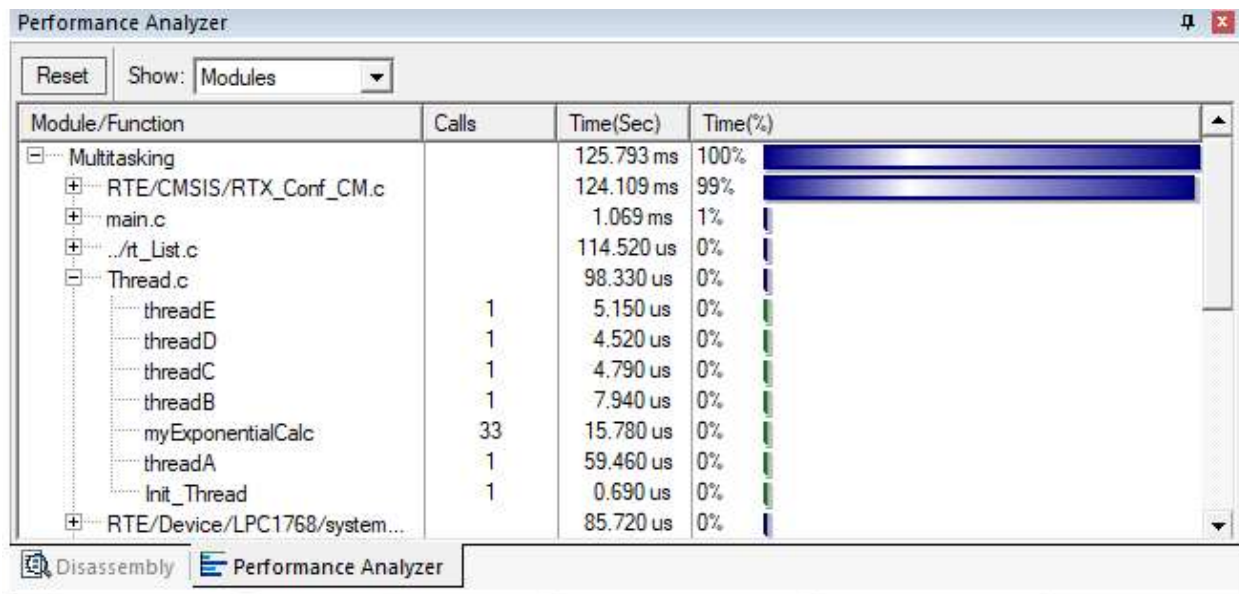 Performance Analyzer
Reset Show: Modules
Module/Function Calls Time(Sec) Time(%)
Multitasking 125.793 ms 100%
RTE/CMSIS/RTX_Conf_CM.c 124.109 ms 99%
main.c 1.069 ms 1%
../rt_List.c 114.520 us 0%
Thread.c 98.330 us 0%
threadE 1 5.150 us 0%
threadD 1 4.520 us 0%
threadC 1 4.790 us 0%
threadB 1 7.940 us 0%
myExponentialCalc 33 15.780 us 0%
threadA 1 59.460 us 0%
Init_Thread 1 0.690 us 0%
RTE/Device/LPC1768/system... 85.720 us 0%
Disassembly Performance Analyzer